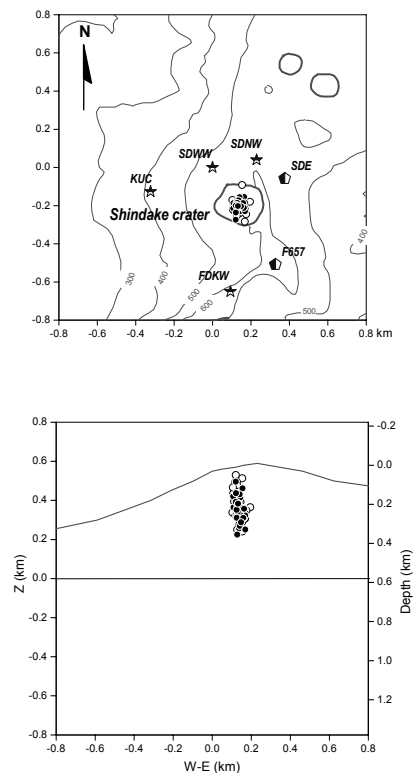 0.8
N
0.6
0.4
0.2
SDNW
SDWW
SDE
0.0
KUC
-0.2
Shindake crater
400
-0.4
F657
FDKW
300
400
500
600
-0.6
500
-0.8
-0.8 -0.6 -0.4 -0.2 0.0 0.2 0.4 0.6 0.8 km
0.8
-0.2
0.6
0.0
0.4
0.2
0.2
0.4
0.0
0.6
-0.2
0.8
-0.4
1.0
-0.6
1.2
-0.8
Z (km)
Depth (km)
-0.8 -0.6 -0.4 -0.2 0.0 0.2 0.4 0.6 0.8
W-E (km)